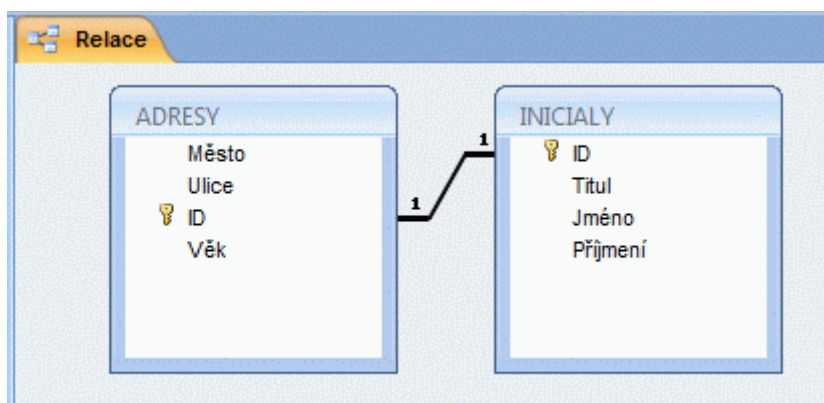 Relace
ADRESY
Město
Ulice
ID
Věk
1
1
INICIALY
ID
Titul
Jméno
Příjmení